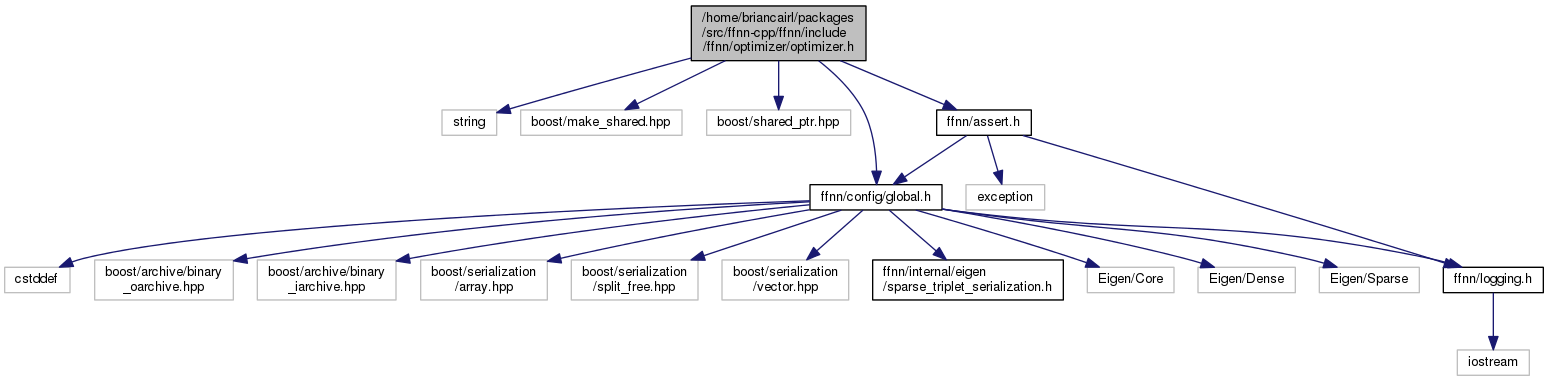 /home/briancairl/packages
/src/ffnn-cpp/ffnn/include
/ffnn/optimizer/optimizer.h
string
boost/make_shared.hpp
boost/shared_ptr.hpp
ffnn/assert.h
ffnn/config/global.h
exception
cstddef
boost/archive/binary
_oarchive.hpp
boost/archive/binary
_iarchive.hpp
boost/serialization
/array.hpp
boost/serialization
/split_free.hpp
boost/serialization
/vector.hpp
ffnn/internal/eigen
/sparse_triplet_serialization.h
Eigen/Core
Eigen/Dense
Eigen/Sparse
ffnn/logging.h
iostream